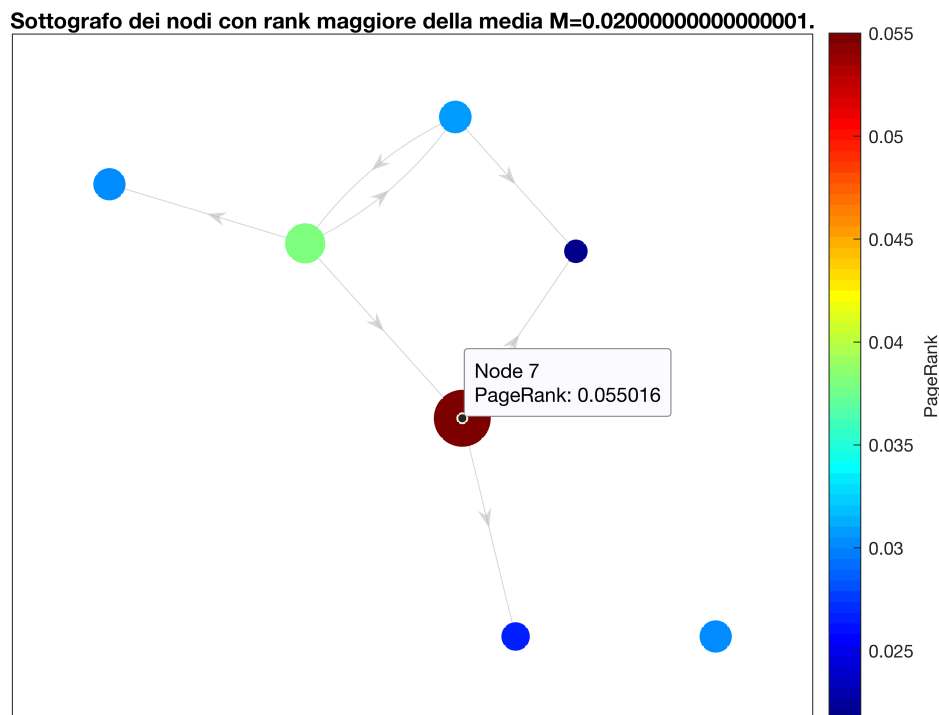 Sottografo dei nodi con rank maggiore della media M=0.02000000000000001.
0.055
0.05
0.045
0.04
0.035
0.03
0.025
PageRank
Node 7
PageRank: 0.055016